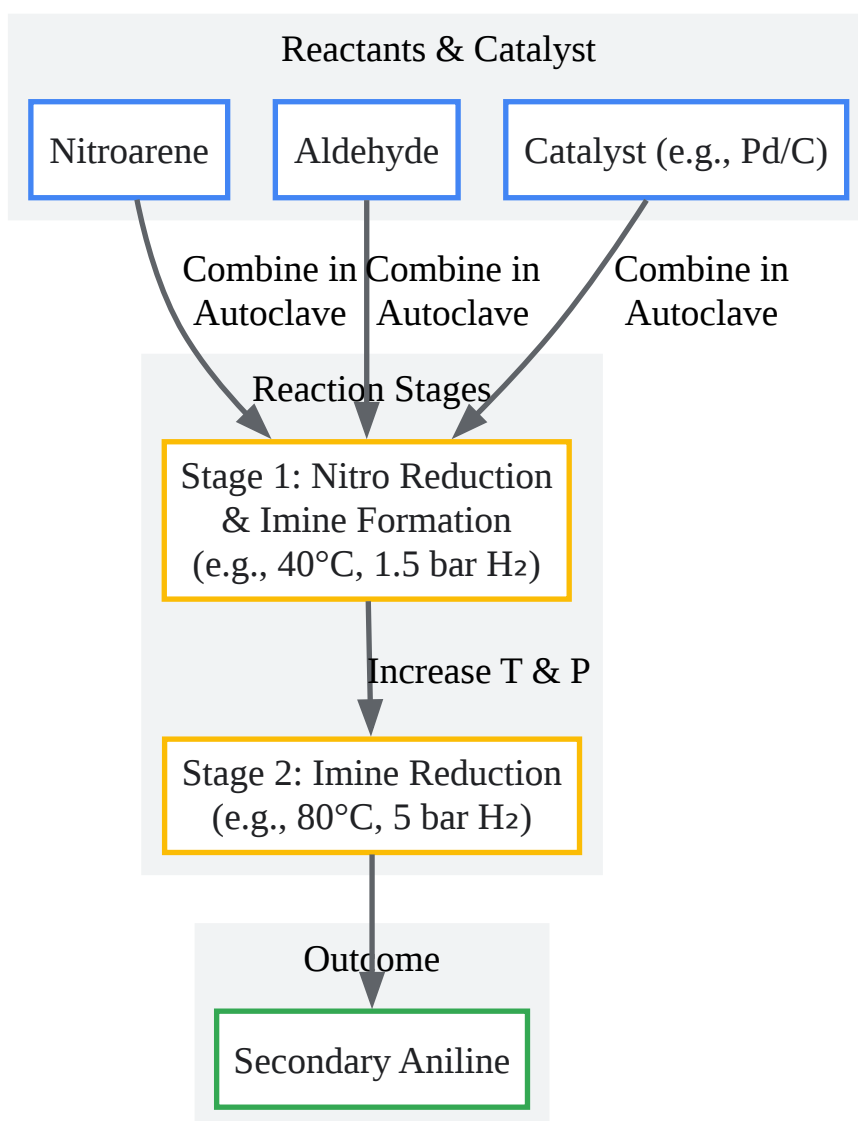 Reactants & Catalyst
Nitroarene
Aldehyde
Catalyst (e.g., Pd/C)
Combine in
Autoclave
Combine in
Autoclave
Combine in
Autoclave
Reaction Stages
Stage 1: Nitro Reduction
& Imine Formation
(e.g., 40°C, 1.5 bar H₂)
Increase T & P
Stage 2: Imine Reduction
(e.g., 80°C, 5 bar H₂)
Outcome
Secondary Aniline